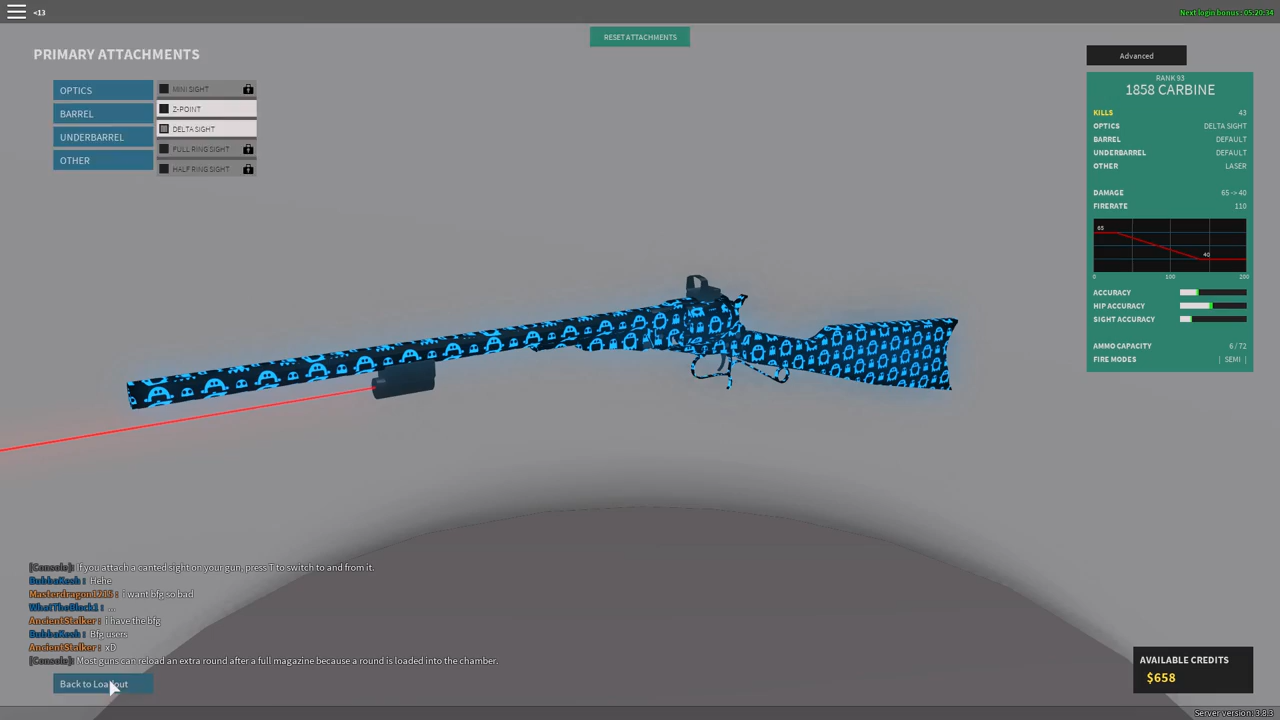 <13
Next login bonus: 05:20:34
RESET ATTACHMENTS
PRIMARY ATTACHMENTS
OPTICS
BARREL
UNDERBARREL
OTHER
MINI SIGHT
Z-POINT
DELTA SIGHT
FULL RING SIGHT
HALF RING SIGHT
Advanced
RANK 93
1858 CARBINE
KILLS 43
OPTICS DELTA SIGHT
BARREL DEFAULT
UNDERBARREL DEFAULT
OTHER LASER
DAMAGE 65 -> 40
FIRERATE 110
65
40
0 100 200
ACCURACY
HIP ACCURACY
SIGHT ACCURACY
AMMO CAPACITY 6 / 72
FIRE MODES | SEMI |
[Console]: If you attach a canted sight on your gun, press T to switch to and from it.
BobbaKosh : Hehe
Masterdragon1215 : i want bfg so bad
WhatTheBlock1 : ...
AncientStalker : i have the bfg
BobbaKosh : Bfg users
AncientStalker : xD
[Console]: Most guns can reload an extra round after a full magazine because a round is loaded into the chamber.
Back to Loadout
AVAILABLE CREDITS
$658
Server version: 3.8.3